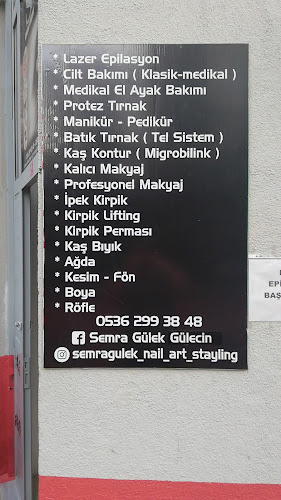 * Lazer Epilasyon
* Cilt Bakımı ( Klasik-medikal )
* Medikal El Ayak Bakımı
* Protez Tırnak
* Manikür - Pedikür
* Batık Tırnak ( Tel Sistem )
* Kaş Kontur ( Migrobilink )
* Kalıcı Makyaj
* Profesyonel Makyaj
* İpek Kirpik
* Kirpik Lifting
* Kirpik Perması
* Kaş Bıyık
* Ağda
* Kesim - Fön
* Boya
* Röfle
0536 299 38 48
Semra Gülek Gülecin
semragulek_nail_art_stayling